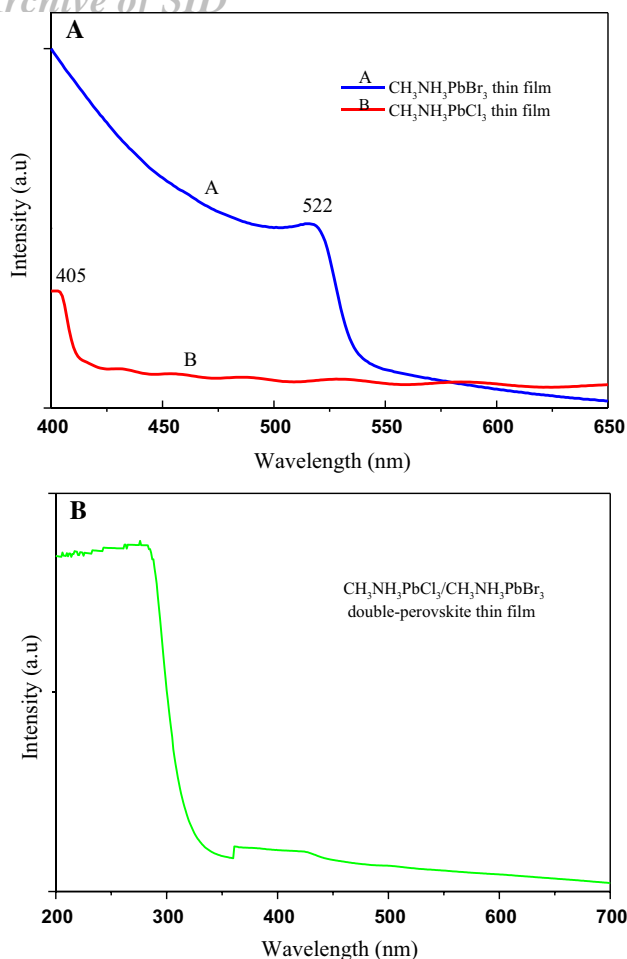 Archive of SID
A
A CH₃NH₃PbBr₃ thin film
B CH₃NH₃PbCl₃ thin film
A
522
405
B
Intensity (a.u)
400 450 500 550 600 650
Wavelength (nm)
B
CH₃NH₃PbCl₃/CH₃NH₃PbBr₃
double-perovskite thin film
Intensity (a.u)
200 300 400 500 600 700
Wavelength (nm)